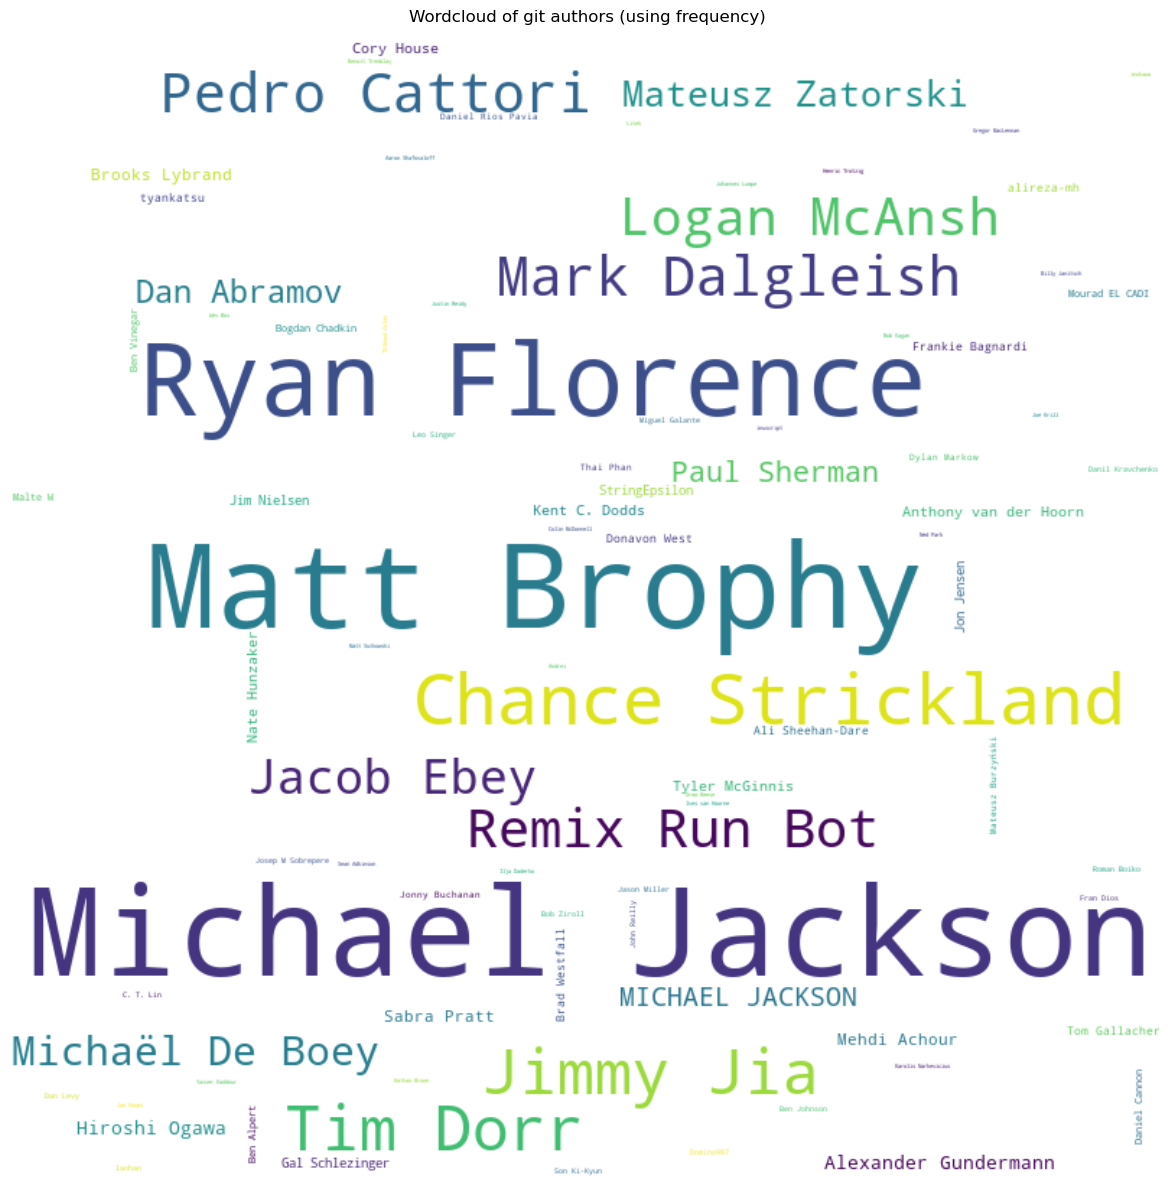 Wordcloud of git authors (using frequency)
Cory House
Pedro Cattori
Mateusz Zatorski
Daniel Rios Pavia
Brooks Lybrand
tyankatsu
alireza-mh
Logan McAnsh
Mark Dalgleish
Dan Abramov
Mourad EL CADI
Ben Vinegar
Bogdan Chadkin
Ryan Florence
Frankie Bagnardi
Miguel Galante
Leo Singer
Thai Phan
Paul Sherman
Dylan Markow
Danil Kravchenko
Malte W
Jim Nielsen
StringEpsilon
Kent C. Dodds
Anthony van der Hoorn
Donavon West
Matt Brophy
Jon Jensen
Nate Hunzaker
Chance Strickland
Ali Sheehan-Dare
Jacob Ebey
Tyler McGinnis
Mateusz Burzyński
Remix Run Bot
Josep M Sobrepere
Roman Boiko
Jonny Buchanan
Jason Miller
Fran Dios
Bob Ziroll
John Reilly
Michael Jackson
Brad Westfall
C. T. Lin
MICHAEL JACKSON
Sabra Pratt
Mehdi Achour
Tom Gallacher
Michaël De Boey
Jimmy Jia
Dan Levy
Ben Johnson
Daniel Cannon
Hiroshi Ogawa
Ben Alpert
Tim Dorr
Gal Schlezinger
Son Ki-Kyun
Alexander Gundermann